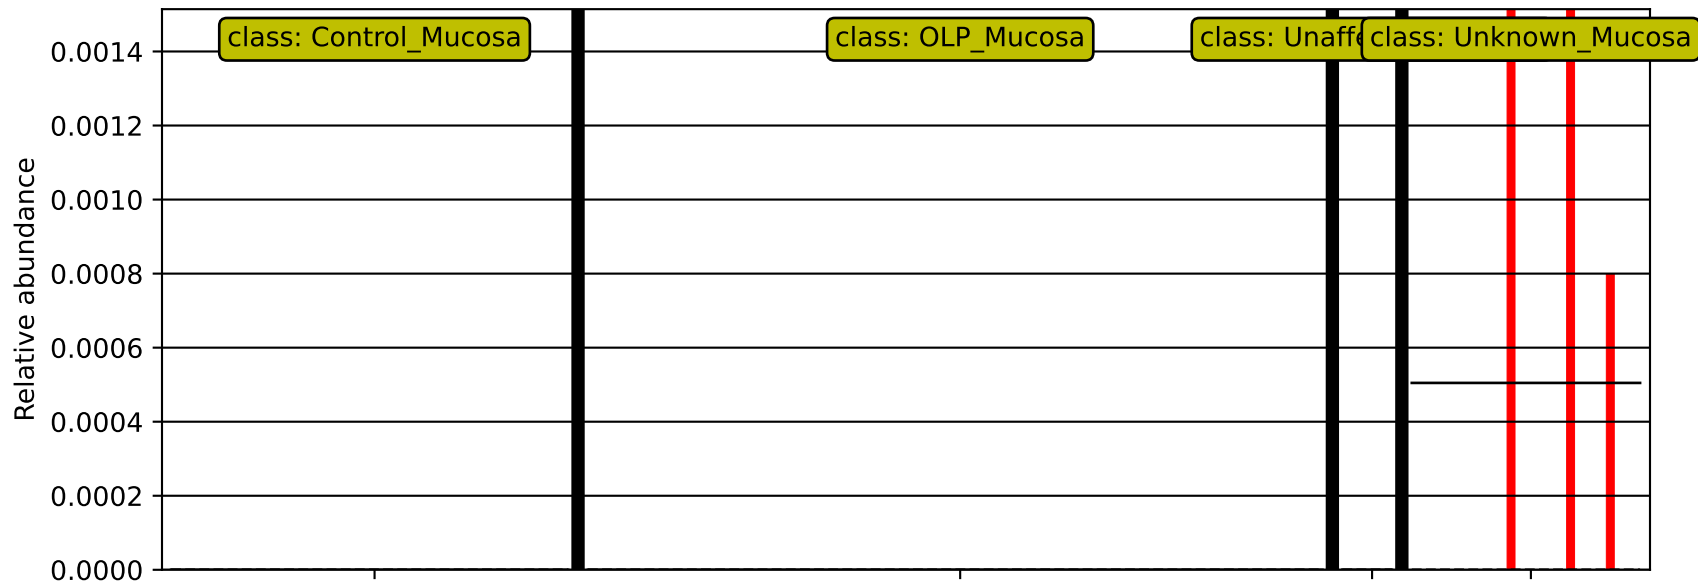 class: Control_Mucosa
class: OLP_Mucosa
class: Unaffe
class: Unknown_Mucosa
0.0014
0.0012
0.0010
0.0008
0.0006
0.0004
0.0002
0.0000
Relative abundance